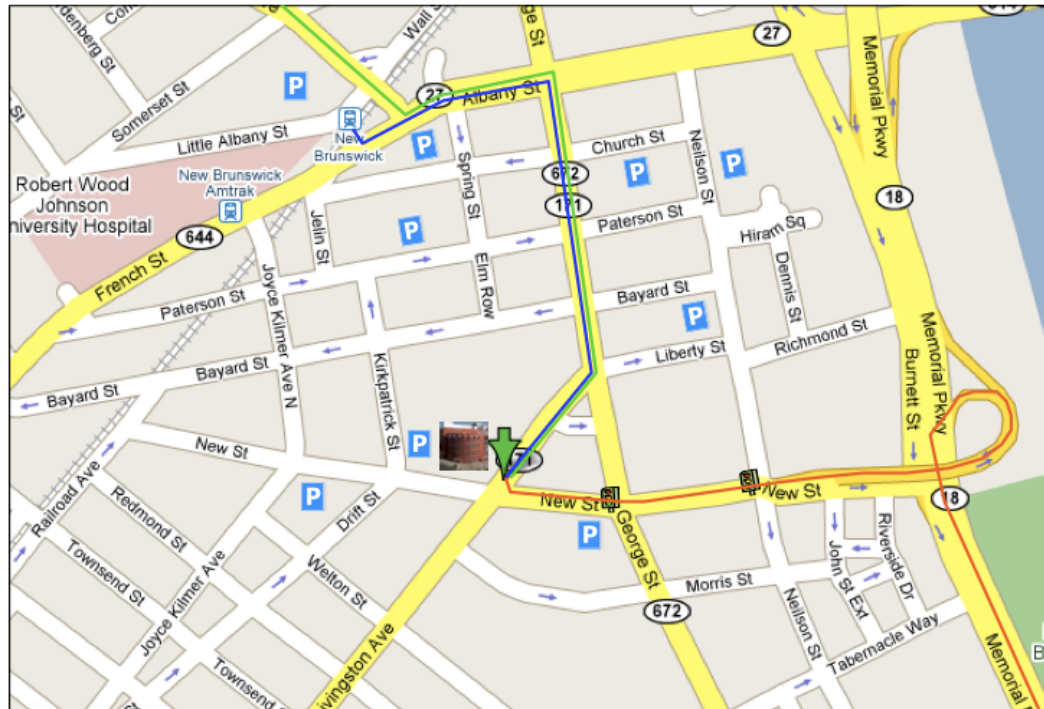 Wall St
27
Memorial Pkwy
P
Somerset St
27
Albany St
Memorial Pkwy
Little Albany St
New
Brunswick
P
Spring St
Church St
Neilson St
P
New Brunswick
Amtrak
672
P
Robert Wood
Johnson
171
18
Paterson St
644
Jelin St
P
Hiram Sq
French St
Joyce Kilmer Ave N
Elm Row
Dennis St
Paterson St
Bayard St
P
Richmond St
Memorial Pkwy
Bayard St
Kirkpatrick St
Liberty St
Burnett St
Bayard St
New St
P
Railroad Ave
P
New St
New St
18
Redmond St
Drift St
P
George St
Townsend St
Joyce Kilmer Ave
Welton St
Morris St
John St Ext
Riverside Dr
672
Neilson St
Tabernacle Way
Townsend St
ivingston Ave
Memorial
B